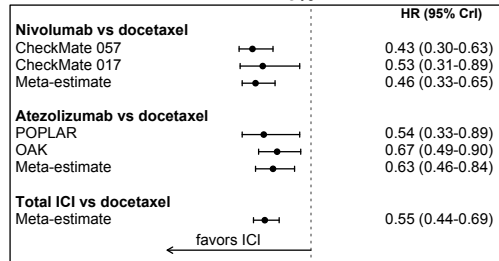 HR (95% CrI)
Nivolumab vs docetaxel
CheckMate 057 0.43 (0.30-0.63)
CheckMate 017 0.53 (0.31-0.89)
Meta-estimate 0.46 (0.33-0.65)
Atezolizumab vs docetaxel
POPLAR 0.54 (0.33-0.89)
OAK 0.67 (0.49-0.90)
Meta-estimate 0.63 (0.46-0.84)
Total ICI vs docetaxel
Meta-estimate 0.55 (0.44-0.69)
favors ICI